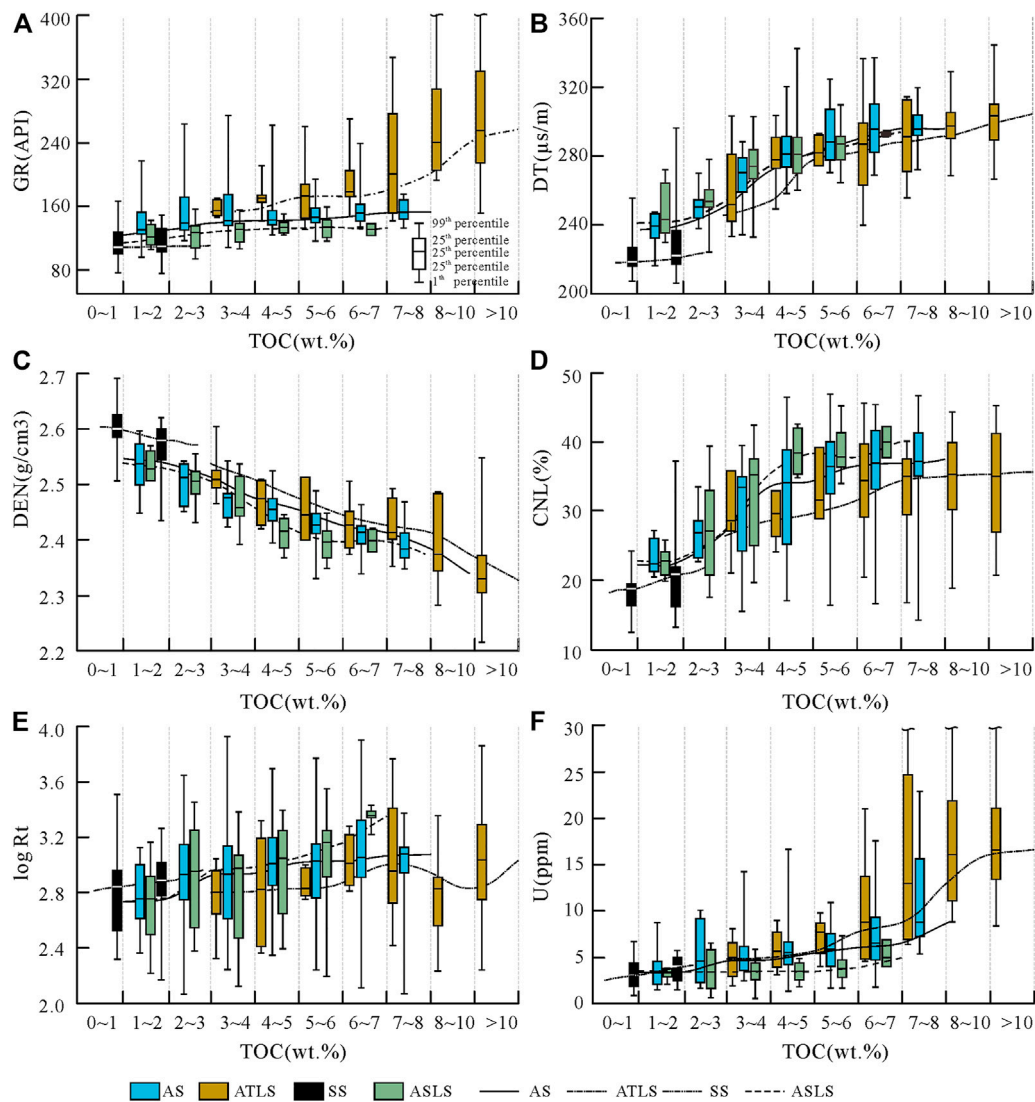 A
400
320
240
160
80
GR(API)
99th percentile
25th percentile
25th percentile
25th percentile
1th percentile
0~1 1~2 2~3 3~4 4~5 5~6 6~7 7~8 8~10 >10
TOC(wt.%)
B
360
320
280
240
200
DT(μs/m)
0~1 1~2 2~3 3~4 4~5 5~6 6~7 7~8 8~10 >10
TOC(wt.%)
C
2.7
2.6
2.5
2.4
2.3
2.2
DEN(g/cm3)
0~1 1~2 2~3 3~4 4~5 5~6 6~7 7~8 8~10 >10
TOC(wt.%)
D
50
40
30
20
10
CNL(%)
0~1 1~2 2~3 3~4 4~5 5~6 6~7 7~8 8~10 >10
TOC(wt.%)
E
4.0
3.6
3.2
2.8
2.4
2.0
log Rt
0~1 1~2 2~3 3~4 4~5 5~6 6~7 7~8 8~10 >10
TOC(wt.%)
F
30
25
20
15
10
5
0
U(ppm)
0~1 1~2 2~3 3~4 4~5 5~6 6~7 7~8 8~10 >10
TOC(wt.%)
AS ATLS SS ASLS AS ATLS SS ASLS